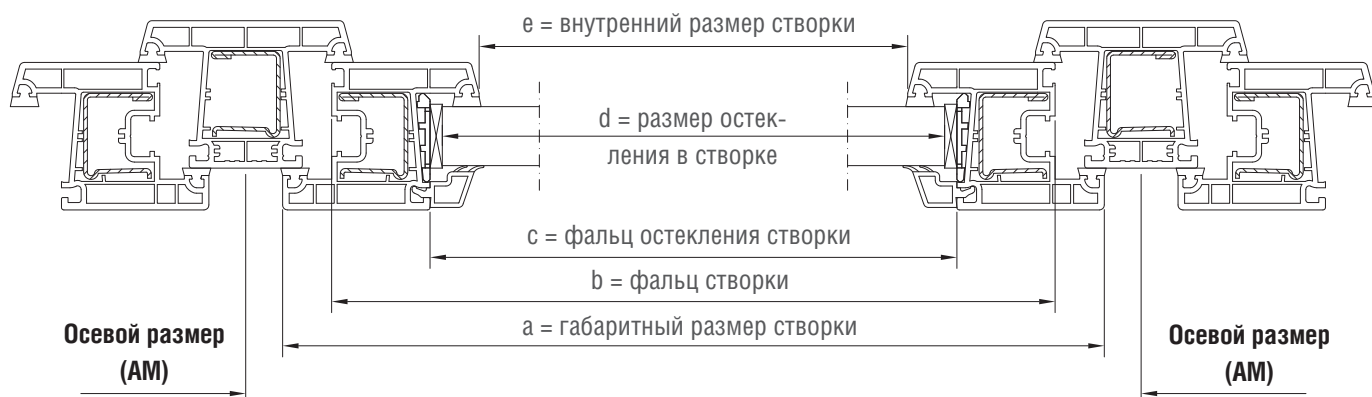 e = внутренний размер створки
d = размер остек-
ления в створке
c = фальц остекления створки
b = фальц створки
a = габаритный размер створки
Осевой размер
(AM)
Осевой размер
(AM)